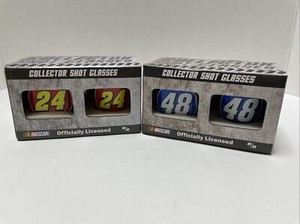 COLLECTOR SHOT GLASSES
24 24
NASCAR Officially Licensed
COLLECTOR SHOT GLASSES
48 48
NASCAR Officially Licensed